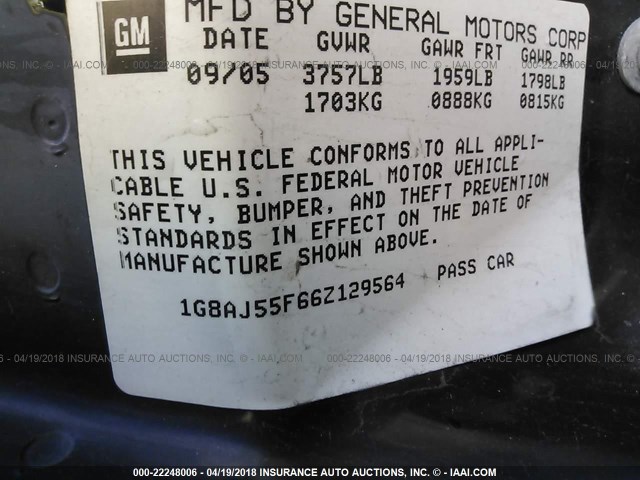 GM
MFD BY GENERAL MOTORS CORP
DATE GVWR GAWR FRT GAWR RR
09/05 3757LB 1959LB 1798LB
1703KG 0888KG 0815KG
THIS VEHICLE CONFORMS TO ALL APPLI-
CABLE U.S. FEDERAL MOTOR VEHICLE
SAFETY, BUMPER, AND THEFT PREVENTION
STANDARDS IN EFFECT ON THE DATE OF
MANUFACTURE SHOWN ABOVE.
1G8AJ55F66Z129564 PASS CAR
000-22248006 - 04/19/2018 INSURANCE AUTO AUCTIONS, INC. - © IAAI.COM